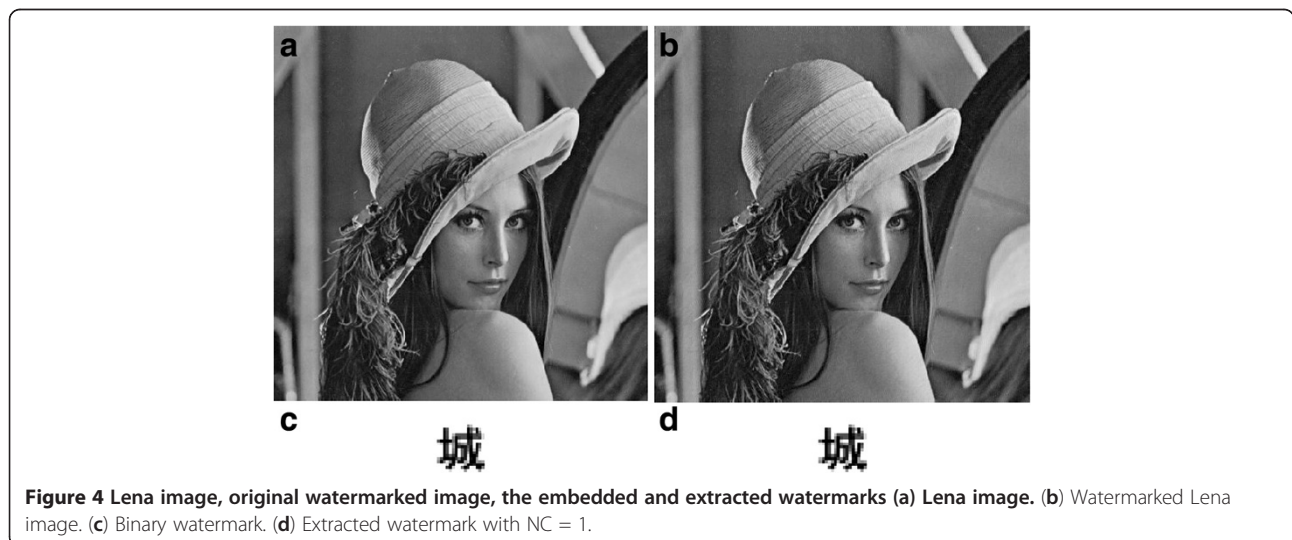 a b
c d
城 城
Figure 4 Lena image, original watermarked image, the embedded and extracted watermarks (a) Lena image. (b) Watermarked Lena
image. (c) Binary watermark. (d) Extracted watermark with NC = 1.